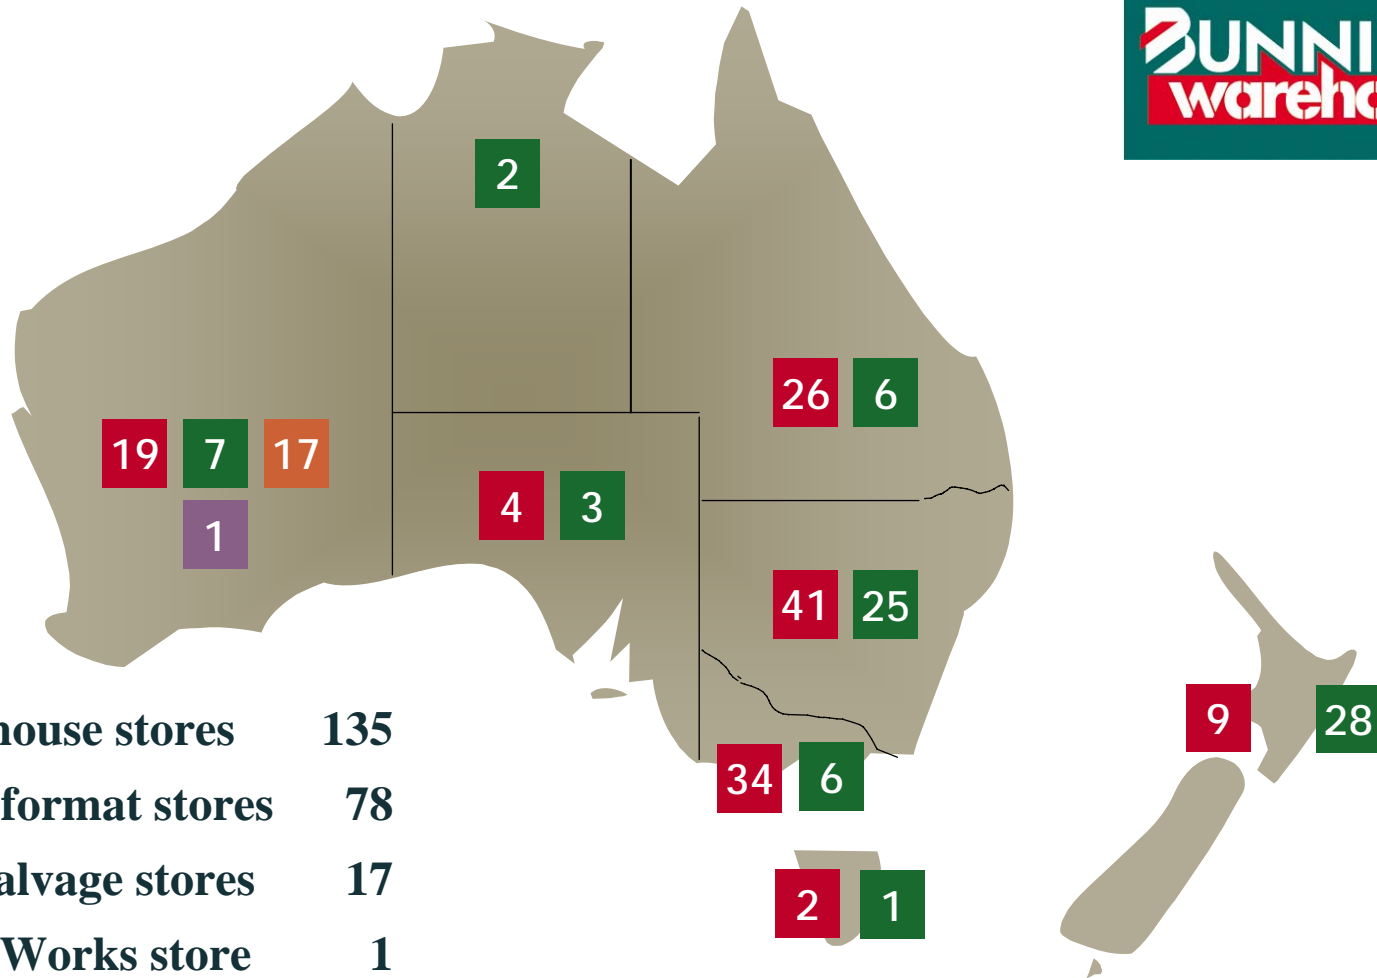 BUNNI
wareho
2
26 6
19 7 17
4 3
1
41 25
9 28
34 6
2 1
house stores 135
format stores 78
alvage stores 17
Works store 1